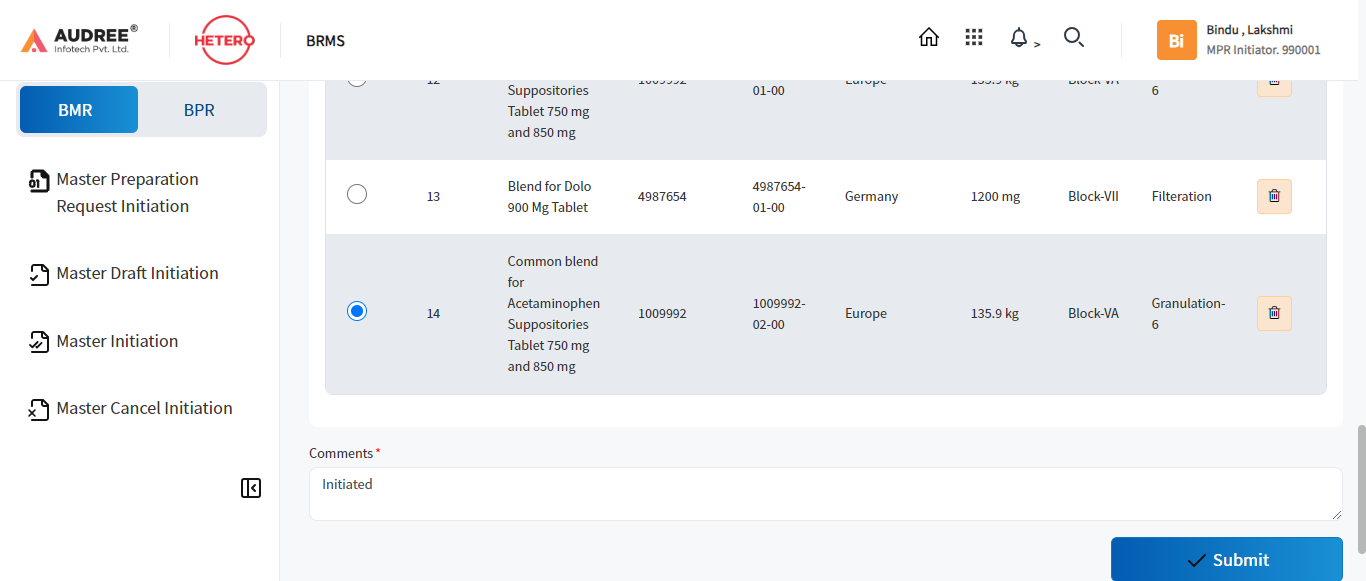 AUDREE®
Infotech Pvt. Ltd.
HETERO
BRMS
>
Bi
Bindu , Lakshmi
MPR Initiator. 990001
BMR
BPR
Master Preparation
Request Initiation
Master Draft Initiation
Master Initiation
Master Cancel Initiation
12
1009992
Europe
135.9 kg
Block-VA
Suppositories
01-00
6
Tablet 750 mg
and 850 mg
13
Blend for Dolo
900 Mg Tablet
4987654
4987654-
01-00
Germany
1200 mg
Block-VII
Filteration
14
Common blend
for
Acetaminophen
Suppositories
Tablet 750 mg
and 850 mg
1009992
1009992-
02-00
Europe
135.9 kg
Block-VA
Granulation-
6
Comments *
Initiated
Submit